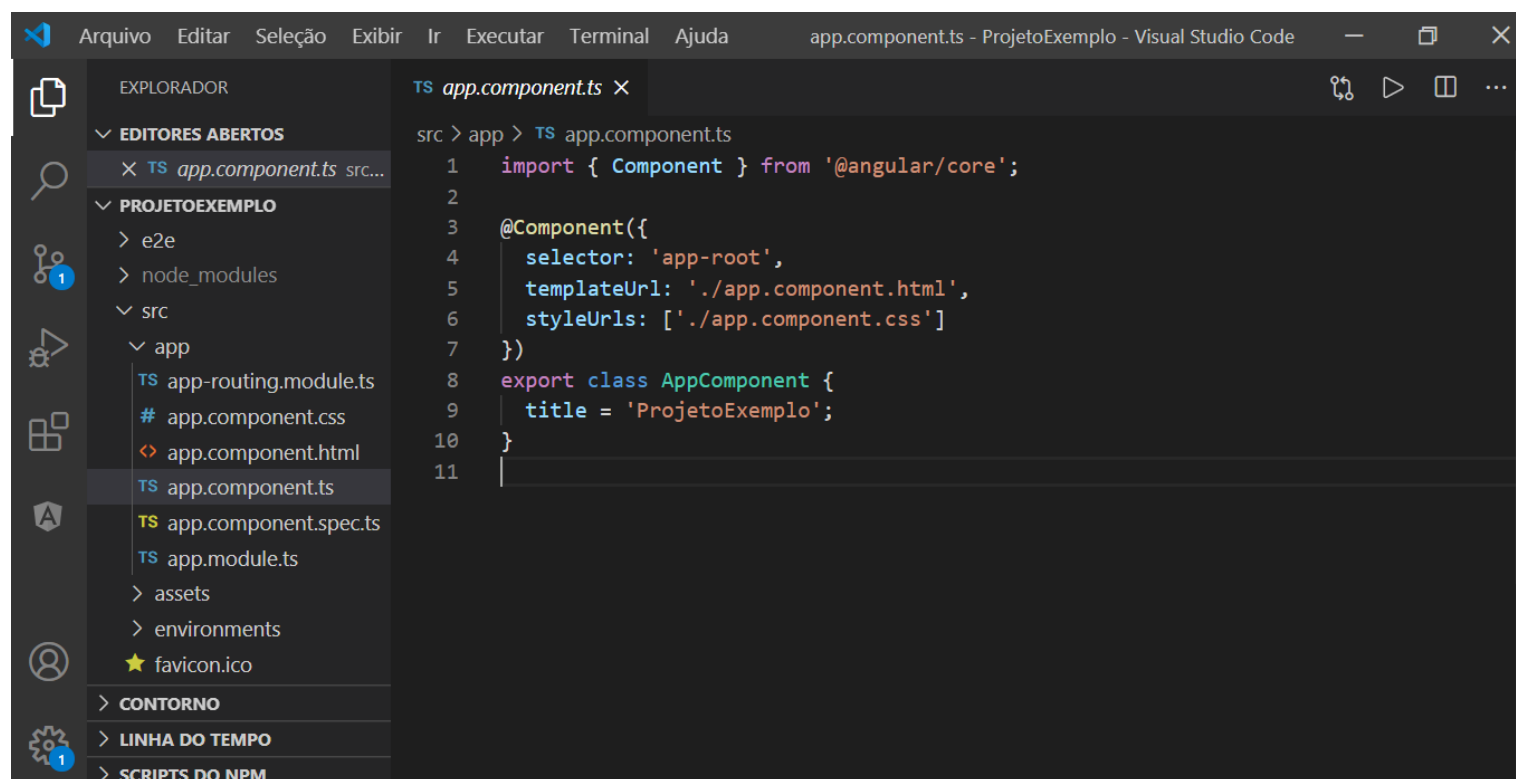 Arquivo Editar Seleção Exibir Ir Executar Terminal Ajuda app.component.ts - ProjetoExemplo - Visual Studio Code
EXPLORADOR
EDITORES ABERTOS
TS app.component.ts src...
PROJETOEXEMPLO
e2e
node_modules
src
app
TS app-routing.module.ts
# app.component.css
<> app.component.html
TS app.component.ts
TS app.component.spec.ts
TS app.module.ts
assets
environments
favicon.ico
CONTORNO
LINHA DO TEMPO
SCRIPTS DO NPM
1
1
TS app.component.ts
src > app > TS app.component.ts
1 import { Component } from '@angular/core';
2
3 @Component({
4 selector: 'app-root',
5 templateUrl: './app.component.html',
6 styleUrls: ['./app.component.css']
7 })
8 export class AppComponent {
9 title = 'ProjetoExemplo';
10 }
11